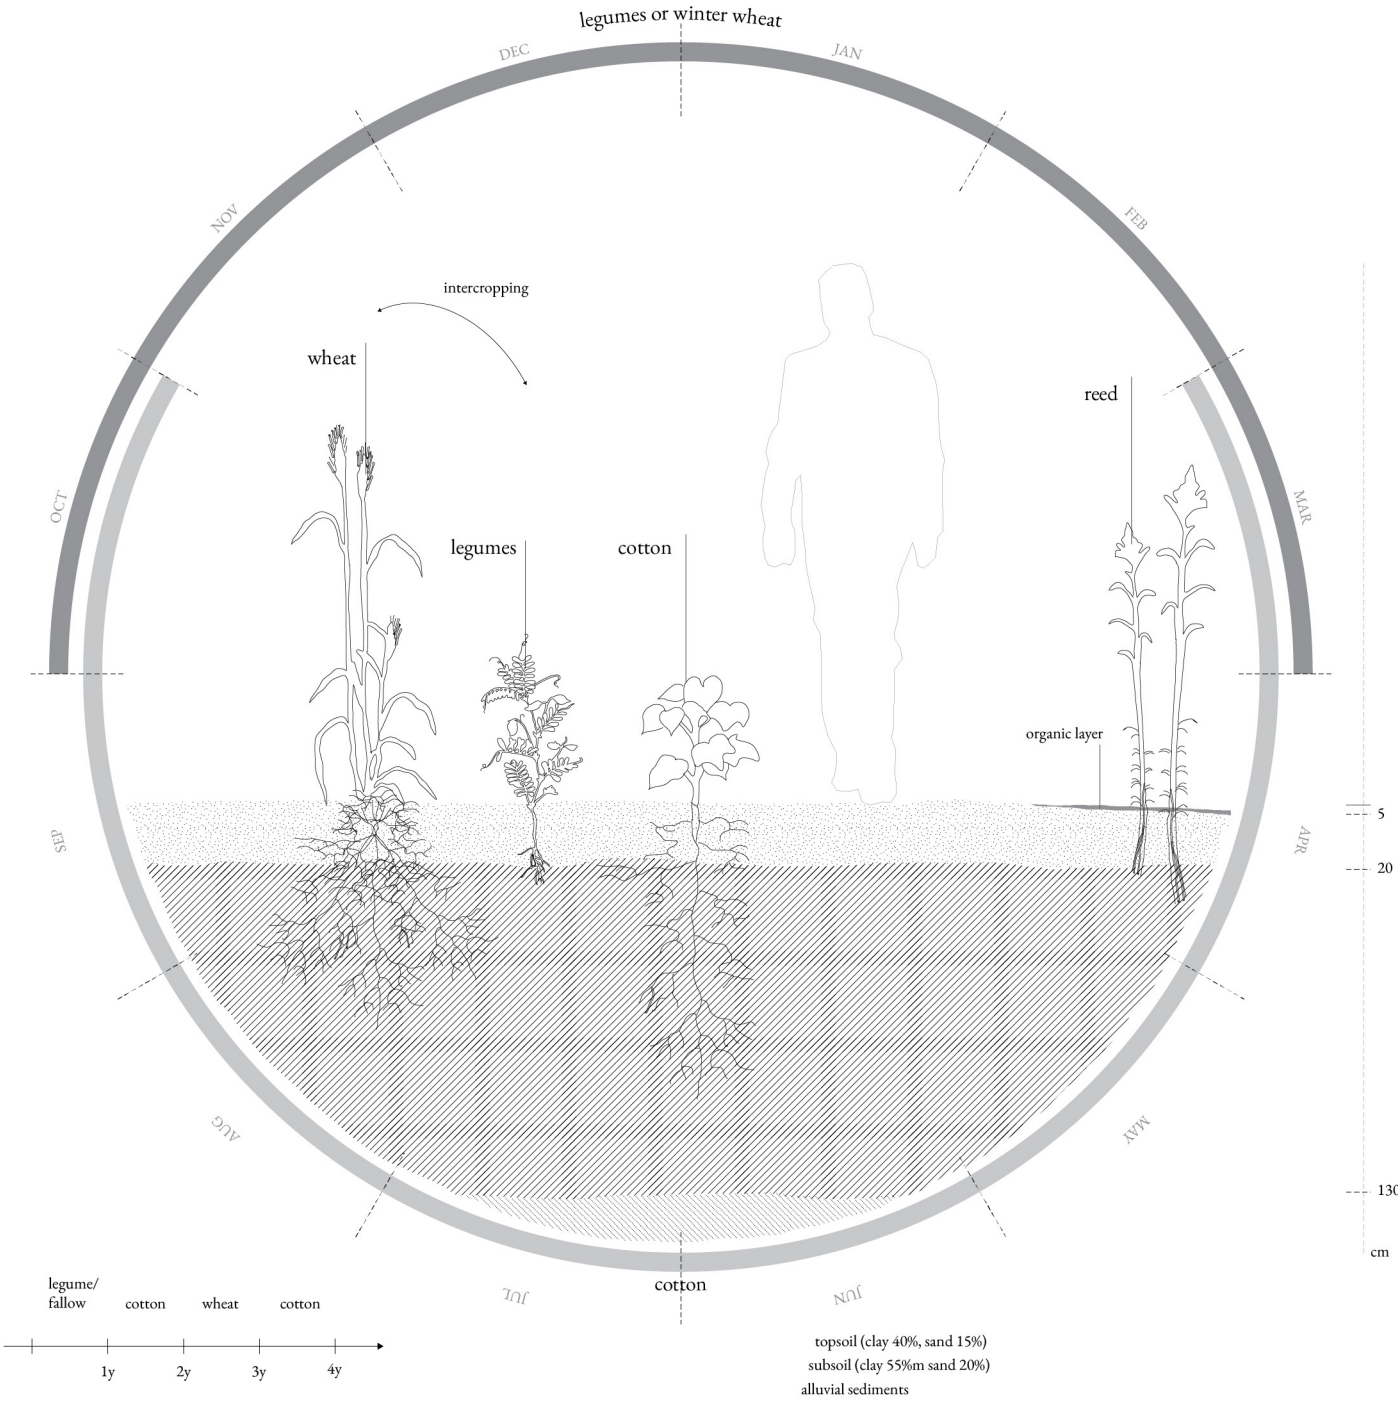 legumes or winter wheat
DEC
JAN
NOV
FEB
intercropping
wheat
reed
OCT
MAR
legumes
cotton
organic layer
5
SEP
APR
20
AUG
MAY
130
cm
cotton
JUL
JUN
legume/
fallow
cotton
wheat
cotton
1y
2y
3y
4y
topsoil (clay 40%, sand 15%)
subsoil (clay 55%m sand 20%)
alluvial sediments